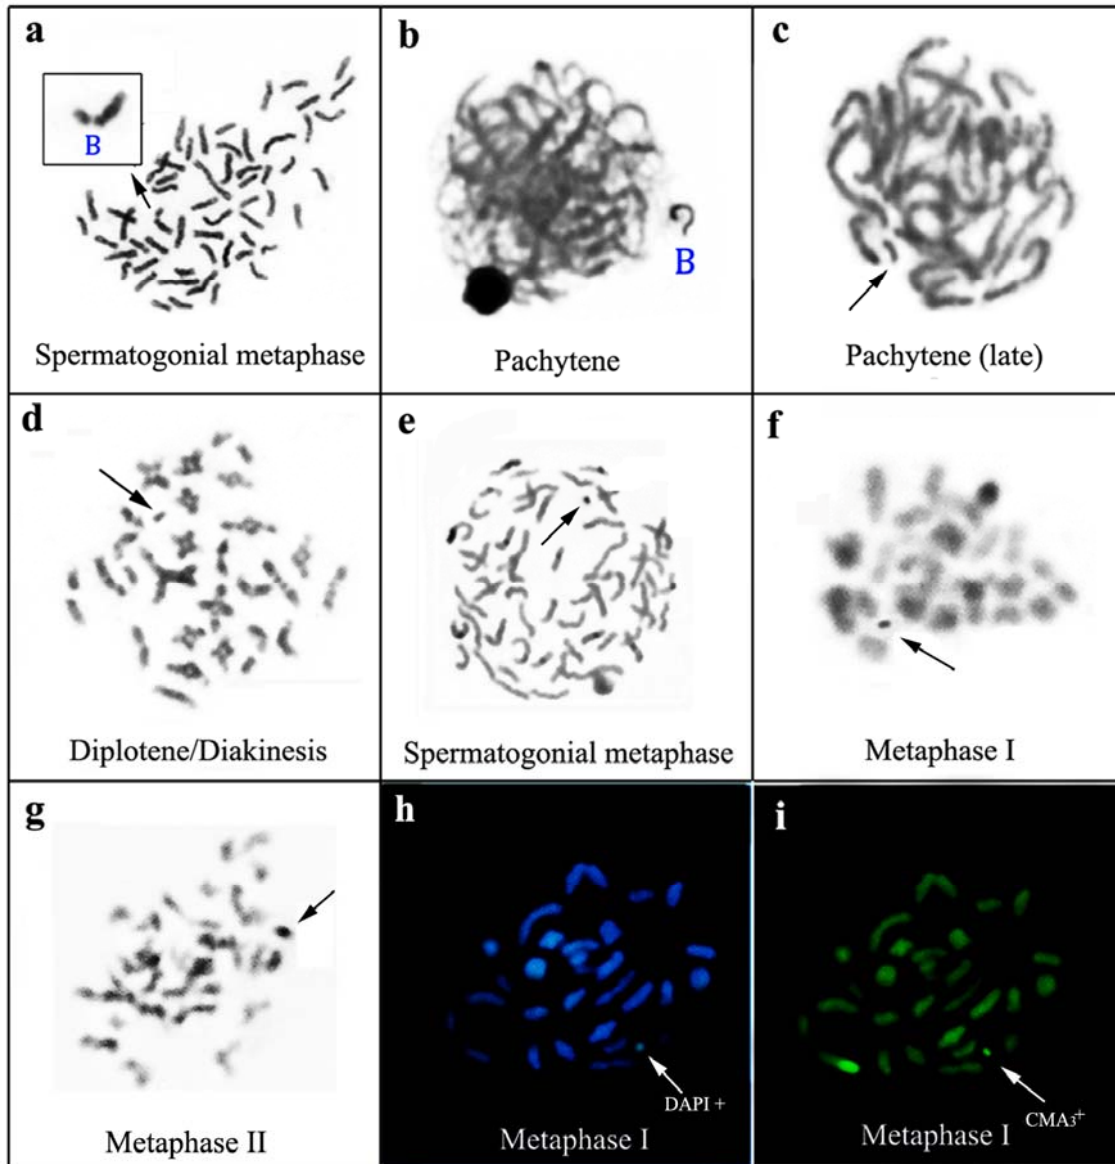 a
B
Spermatogonial metaphase
b
B
Pachytene
c
Pachytene (late)
d
Diplotene/Diakinesis
e
Spermatogonial metaphase
f
Metaphase I
g
Metaphase II
h
DAPI +
Metaphase I
i
CMA₃⁺
Metaphase I